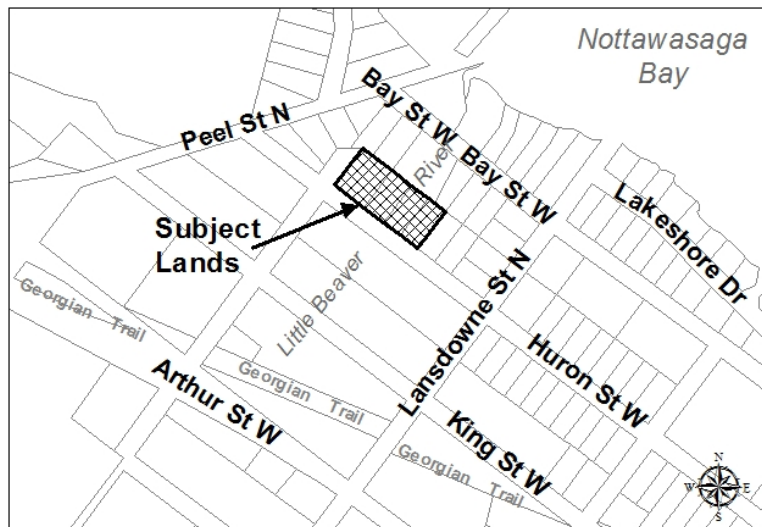 Nottawasaga
Bay
Peel St N
Bay St W
Bay St W
River
Lakeshore Dr
Subject
Lands
Little Beaver
Lansdowne St N
Georgian Trail
Huron St W
Georgian Trail
Arthur St W
King St W
Georgian Trail
N
W
E
S